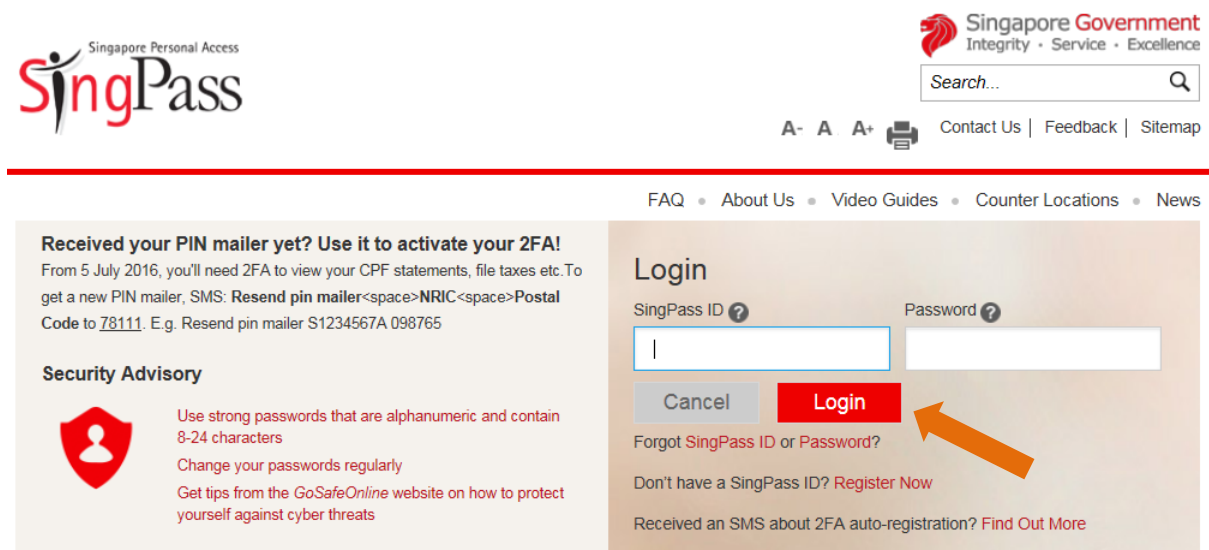 Singapore Personal Access
SingPass
Singapore Government
Integrity · Service · Excellence
Search...
A- A A+ Contact Us | Feedback | Sitemap
FAQ • About Us • Video Guides • Counter Locations • News
Received your PIN mailer yet? Use it to activate your 2FA!
From 5 July 2016, you'll need 2FA to view your CPF statements, file taxes etc.To
get a new PIN mailer, SMS: Resend pin mailer<space>NRIC<space>Postal
Code to 78111. E.g. Resend pin mailer S1234567A 098765
Security Advisory
Use strong passwords that are alphanumeric and contain
8-24 characters
Change your passwords regularly
Get tips from the GoSafeOnline website on how to protect
yourself against cyber threats
Login
SingPass ID ? Password ?
Cancel Login
Forgot SingPass ID or Password?
Don't have a SingPass ID? Register Now
Received an SMS about 2FA auto-registration? Find Out More